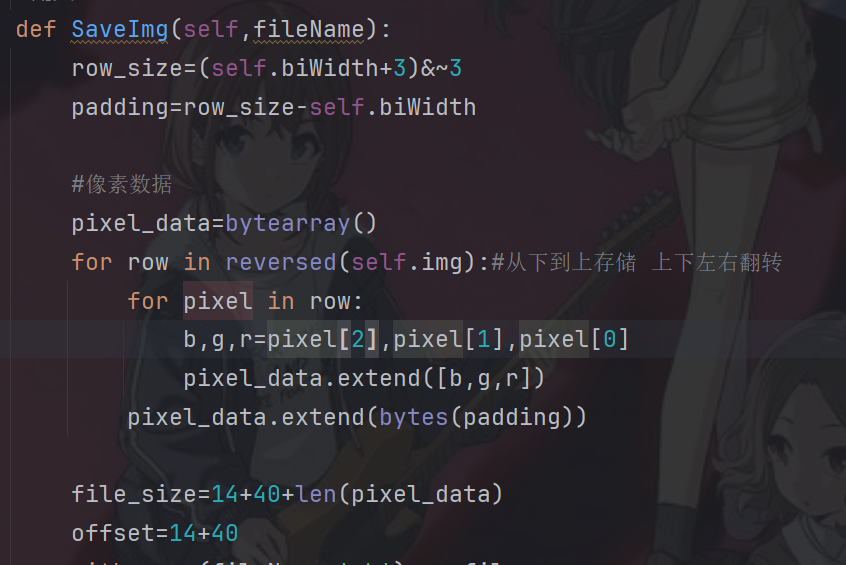 def SaveImg(self,fileName):
row_size=(self.biWidth+3)&~3
padding=row_size-self.biWidth
#像素数据
pixel_data=bytearray()
for row in reversed(self.img):#从下到上存储 上下左右翻转
for pixel in row:
b,g,r=pixel[2],pixel[1],pixel[0]
pixel_data.extend([b,g,r])
pixel_data.extend(bytes(padding))
file_size=14+40+len(pixel_data)
offset=14+40